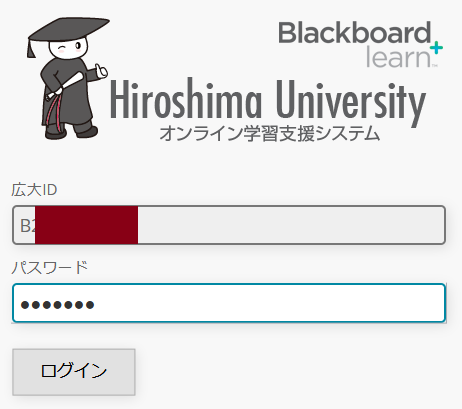 Blackboard
learn+
Hiroshima University
オンライン学習支援システム
広大ID
B2
パスワード
•••••••
ログイン